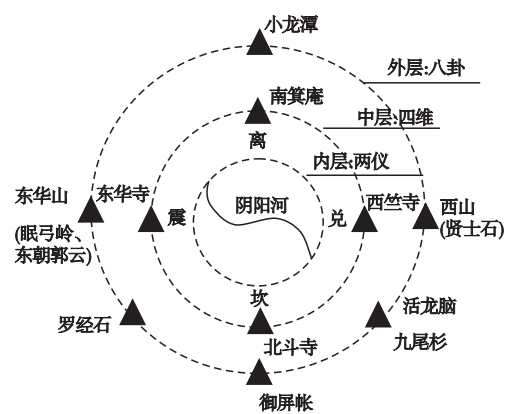 小龙潭
外层:八卦
南箕庵
中层:四维
离
内层:两仪
东华山
东华寺
阴阳河
西竺寺
西山
震
兑
(贤士石)
(眠弓岭、
东朝郭云)
坎
活龙脑
罗经石
九尾杉
北斗寺
御屏帐